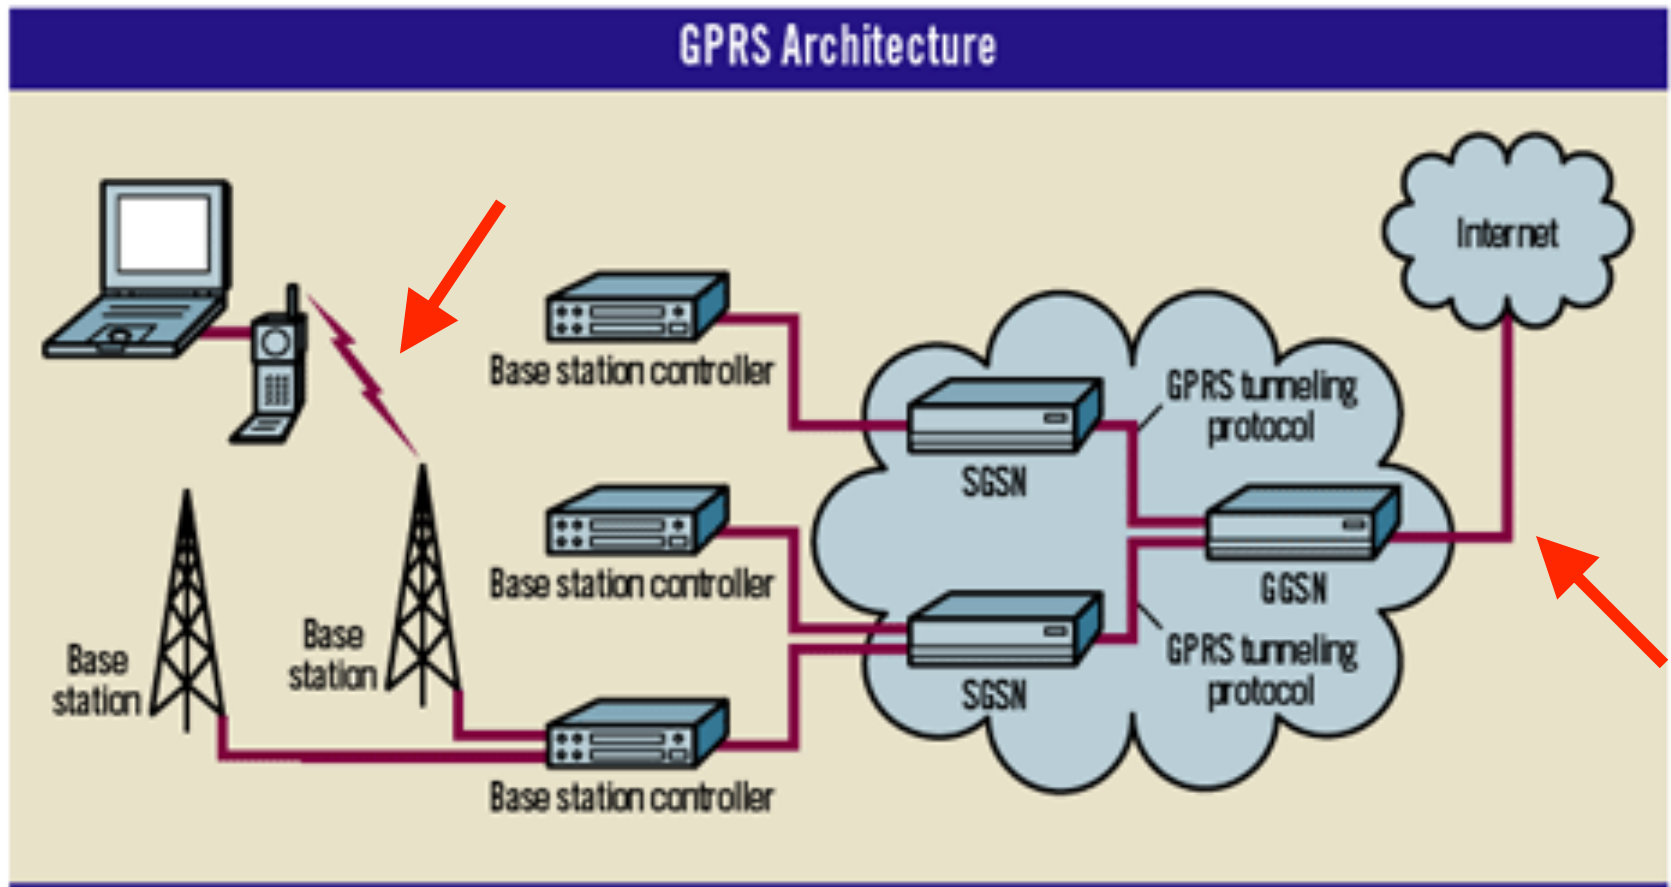 GPRS Architecture
Internet
Base station controller
GPRS tunneling
protocol
SGSN
Base station controller
GGSN
Base
station
Base
station
GPRS tunneling
protocol
SGSN
Base station controller